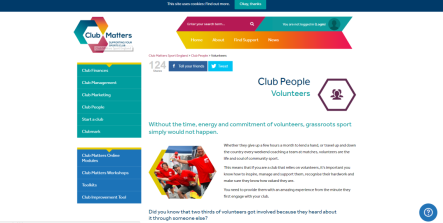 This site uses cookies: Find out more. Okay, thanks
Club Matters
Enter your search term...
You are not logged in (Login)
Home About Find Support News
Club Matters Sport England > Club People > Volunteers
124
Tell your friends Tweet
Club Finances
Club Management
Club Marketing
Club People
Start a club
Clubmark
Club Matters Online
Modules
Club Matters Workshops
Toolkits
Club Improvement Tool
Club People
Volunteers
Without the time, energy and commitment of volunteers, grassroots sport
simply would not happen.
Whether they give up a few hours a month to tend to bats, or travel up and down
the country every weekend coaching a team all matches, volunteers are the
life and soul of community sport.
This means that if you are a club that relies on volunteers, it's important you
know how to inspire, manage and support them, recognise their hard work and
make sure they know how valued they are.
You need to provide them with an amazing experience from the minute they
first engage with your club.
Did you know that two thirds of volunteers got involved because they heard about
it through someone else?